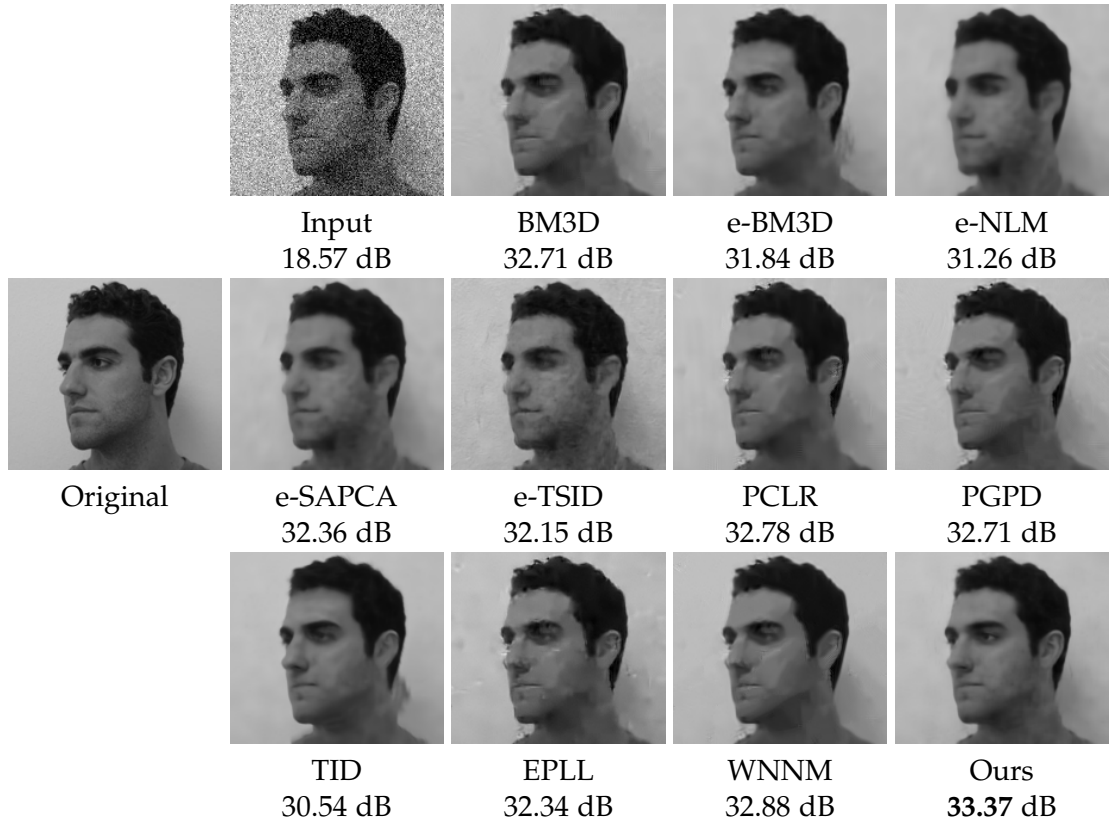 Input
18.57 dB
BM3D
32.71 dB
e-BM3D
31.84 dB
e-NLM
31.26 dB
Original
e-SAPCA
32.36 dB
e-TSID
32.15 dB
PCLR
32.78 dB
PGPD
32.71 dB
TID
30.54 dB
EPLL
32.34 dB
WNNM
32.88 dB
Ours
33.37 dB